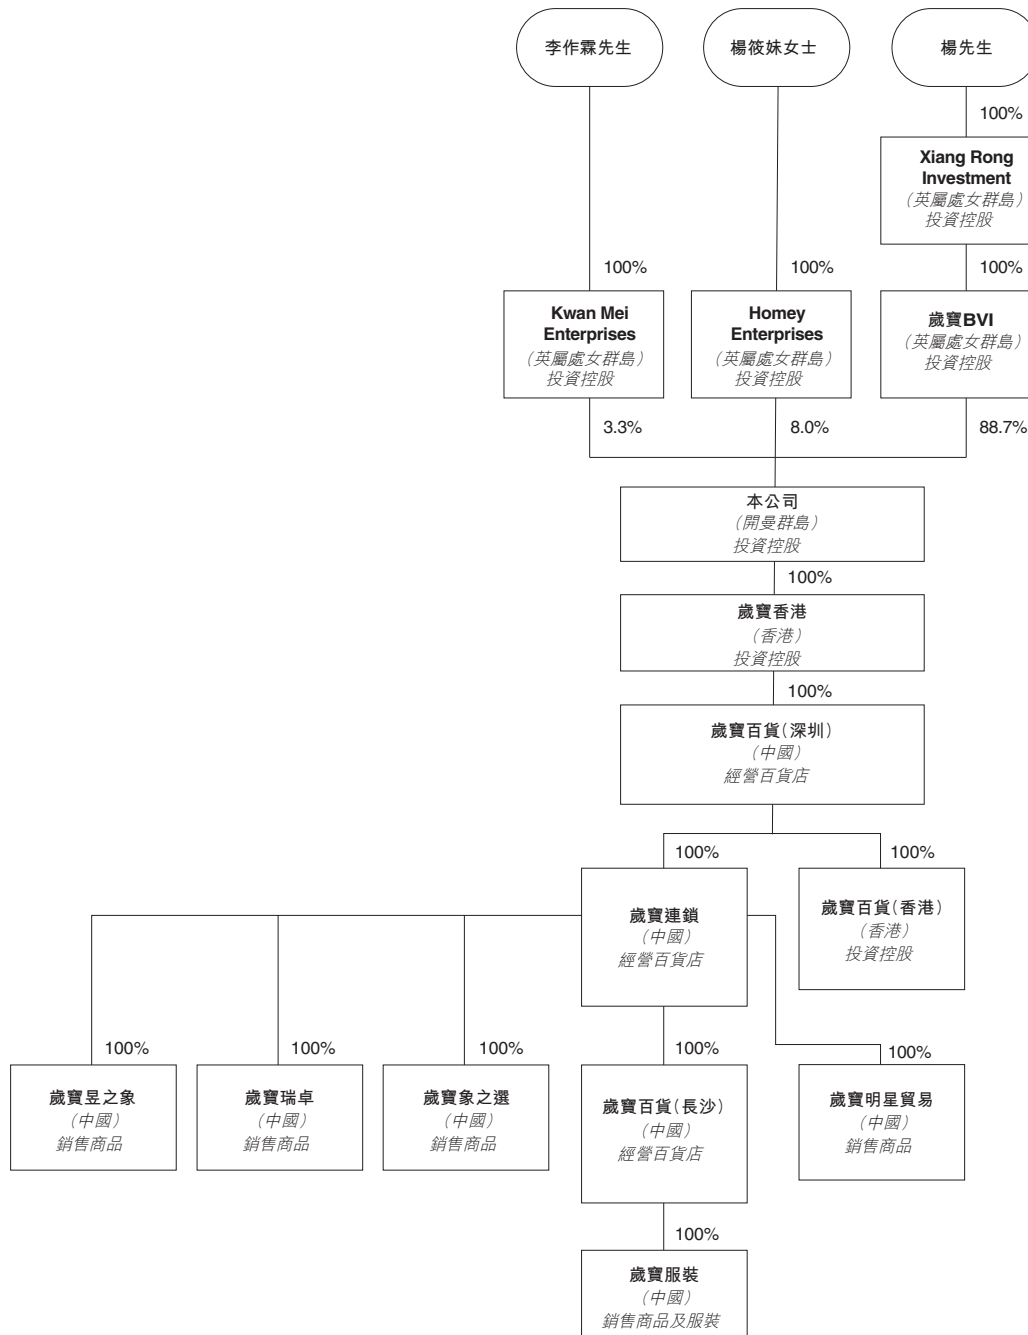 李作霖先生
楊筱妹女士
楊先生
100%
Xiang Rong
Investment
(英屬處女群島)
投資控股
100%
100%
100%
Kwan Mei
Enterprises
(英屬處女群島)
投資控股
Homey
Enterprises
(英屬處女群島)
投資控股
歲寶BVI
(英屬處女群島)
投資控股
3.3%
8.0%
88.7%
本公司
(開曼群島)
投資控股
100%
歲寶香港
(香港)
投資控股
100%
歲寶百貨(深圳)
(中國)
經營百貨店
100%
100%
歲寶連鎖
(中國)
經營百貨店
歲寶百貨(香港)
(香港)
投資控股
100%
100%
100%
100%
100%
歲寶昱之象
(中國)
銷售商品
歲寶瑞卓
(中國)
銷售商品
歲寶象之選
(中國)
銷售商品
歲寶百貨(長沙)
(中國)
經營百貨店
歲寶明星貿易
(中國)
銷售商品
100%
歲寶服裝
(中國)
銷售商品及服裝